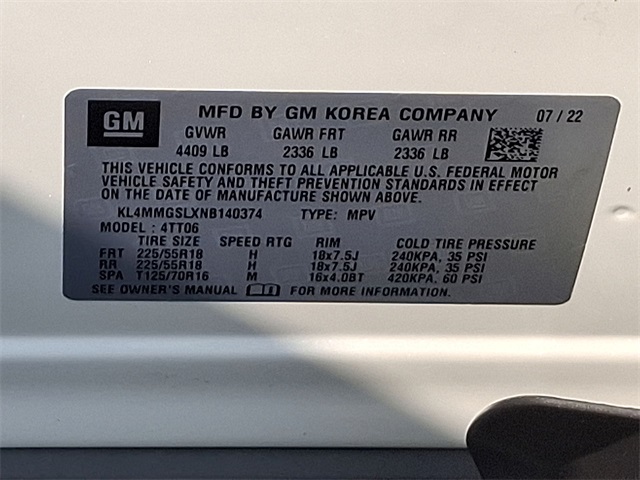 GM MFD BY GM KOREA COMPANY 07/22
GVWR GAWR FRT GAWR RR
4409 LB 2336 LB 2336 LB
THIS VEHICLE CONFORMS TO ALL APPLICABLE U.S. FEDERAL MOTOR
VEHICLE SAFETY AND THEFT PREVENTION STANDARDS IN EFFECT
ON THE DATE OF MANUFACTURE SHOWN ABOVE.
KL4MMGSLXNB140374 TYPE: MPV
MODEL: 4TT06
TIRE SIZE SPEED RTG RIM COLD TIRE PRESSURE
FRT 225/55R18 H 18x7.5J 240KPA, 35 PSI
RR 225/55R18 H 18x7.5J 240KPA, 35 PSI
SPA T125/70R16 M 16x4.0BT 420KPA, 60 PSI
SEE OWNER'S MANUAL FOR MORE INFORMATION.